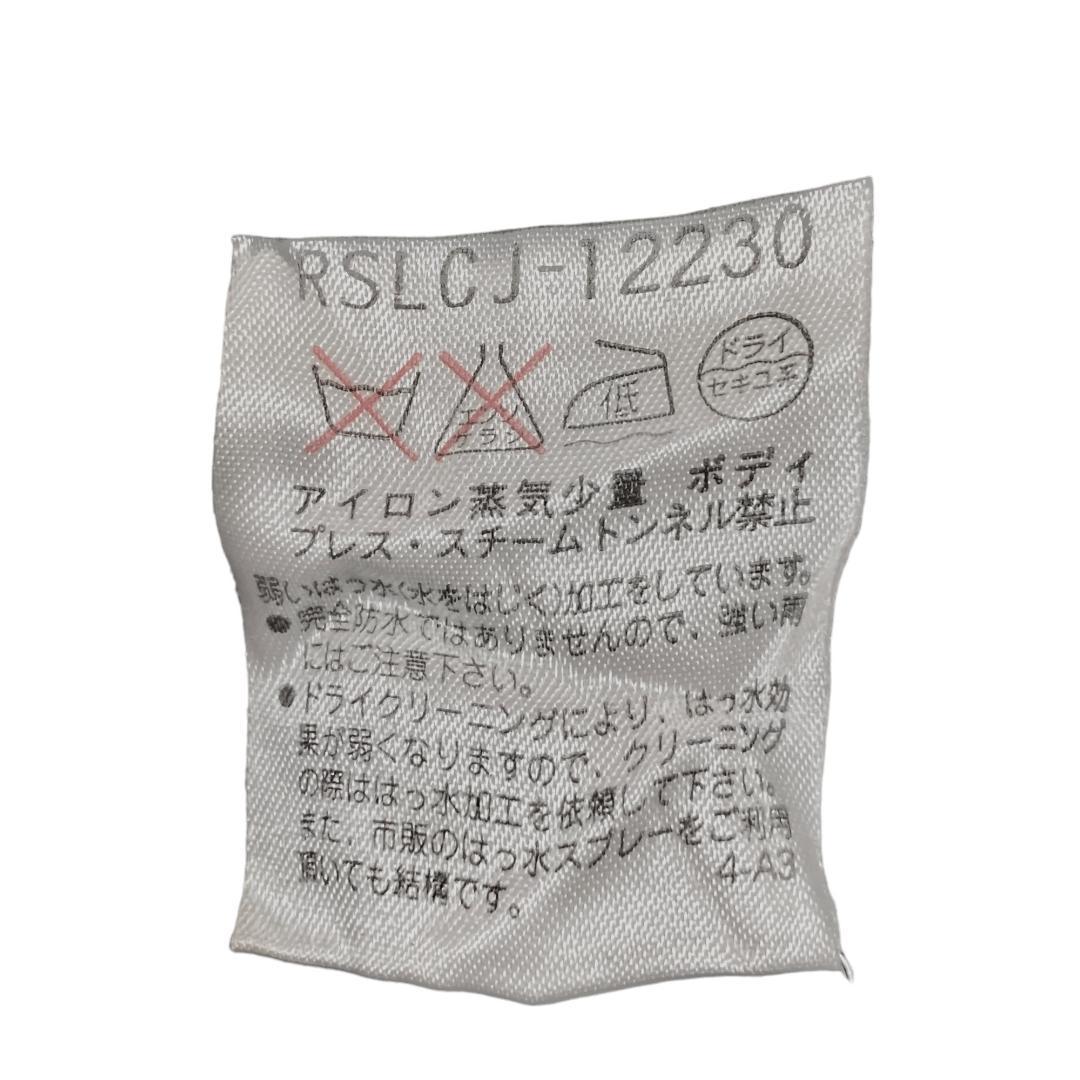 RSLCJ-12230
エンソ
フラシ
低
ドライ
セキユ系
アイロン蒸気少量 ボディ
プレス・スチームトンネル禁止
弱いはっ水(水をはじく)加工をしています。
● 完全防水ではありませんので、強い雨
にはご注意下さい。
● ドライクリーニングにより、はっ水効
果が弱くなりますので、クリーニング
の際ははっ水加工を依頼して下さい。
また、市販のはっ水スプレーをご利用
頂いても結構です。
4-A3